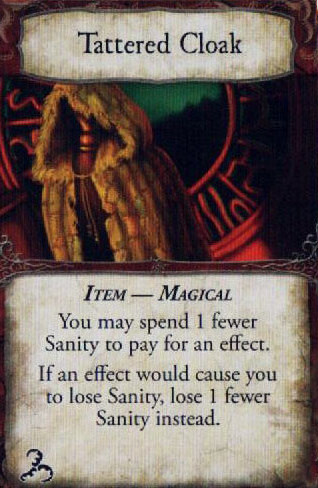 Tattered Cloak
Item — Magical
You may spend 1 fewer
Sanity to pay for an effect.
If an effect would cause you
to lose Sanity, lose 1 fewer
Sanity instead.